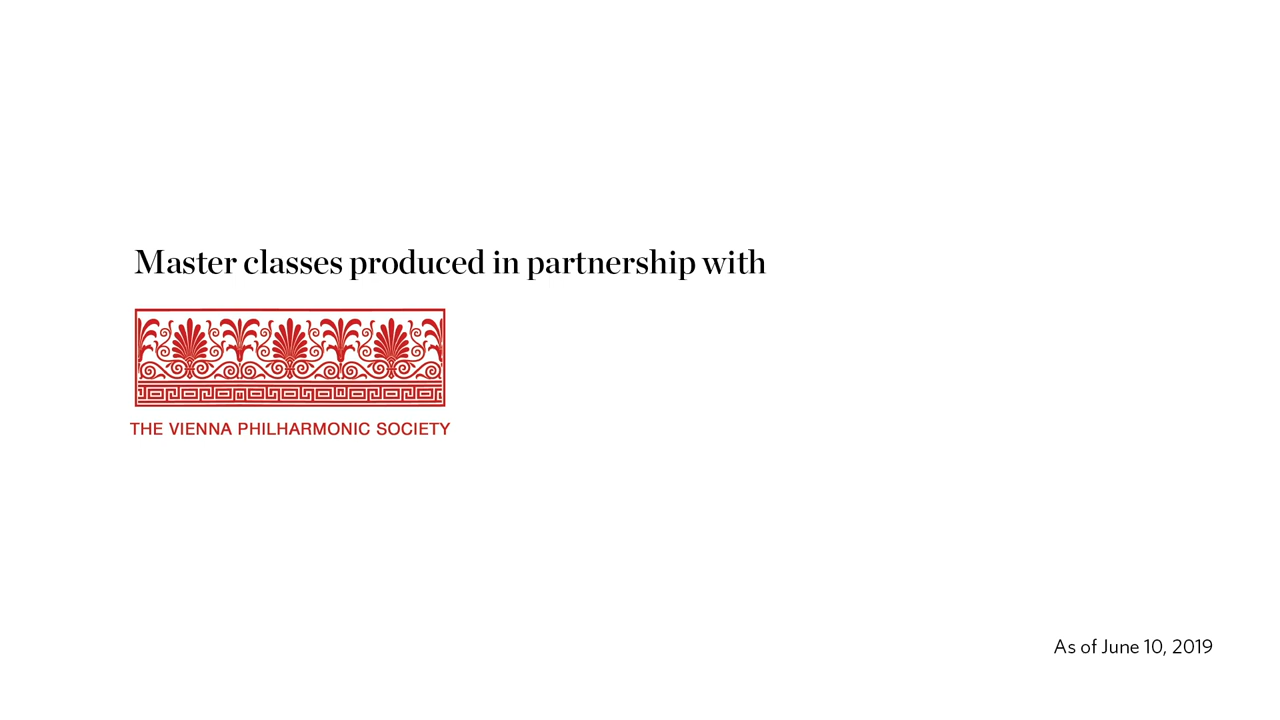 Master classes produced in partnership with
THE VIENNA PHILHARMONIC SOCIETY
As of June 10, 2019